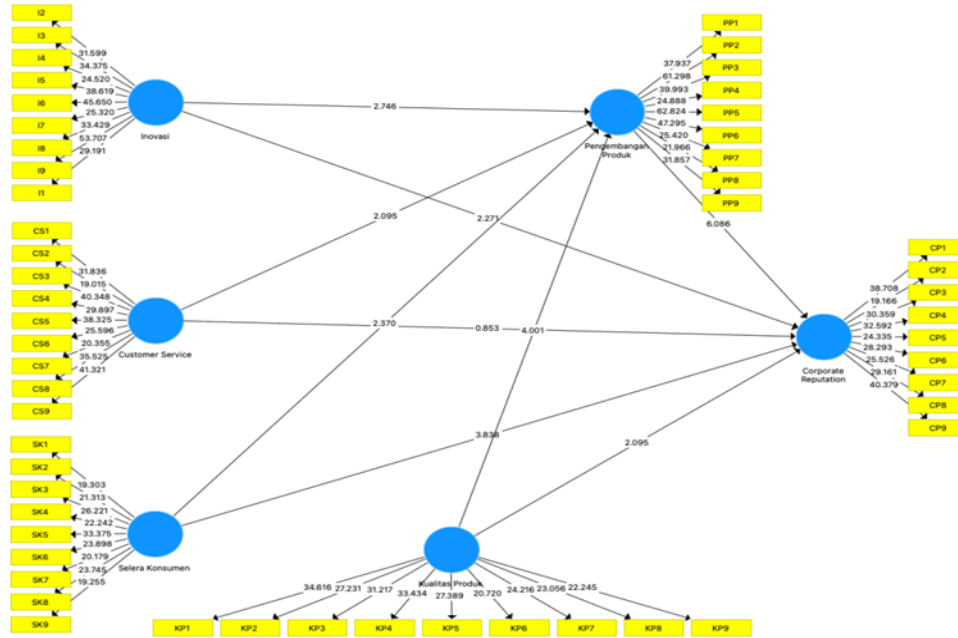 I2
I3
I4
I5
I6
I7
I8
I9
I1
31.599
34.375
24.520
38.619
45.650
25.320
33.429
53.707
29.191
Inovasi
2.746
2.271
PP1
PP2
PP3
PP4
PP5
PP6
PP7
PP8
PP9
37.937
61.298
39.993
24.888
62.824
47.295
25.420
21.966
31.857
Pengembangan
Produk
6.086
CS1
CS2
CS3
CS4
CS5
CS6
CS7
CS8
CS9
31.836
19.015
40.348
29.897
38.325
25.596
20.355
35.525
41.321
Customer Service
2.095
0.853
CP1
CP2
CP3
CP4
CP5
CP6
CP7
CP8
CP9
38.708
19.166
30.359
32.592
24.335
28.293
25.526
29.161
40.379
Corporate
Reputation
SK1
SK2
SK3
SK4
SK5
SK6
SK7
SK8
SK9
19.303
21.313
26.221
22.242
33.375
23.898
20.179
23.745
19.255
Selera Konsumen
2.370
3.838
4.001
2.095
Kualitas Produk
34.616
27.231
31.217
33.434
27.389
20.720
24.216
23.056
22.245
KP1
KP2
KP3
KP4
KP5
KP6
KP7
KP8
KP9